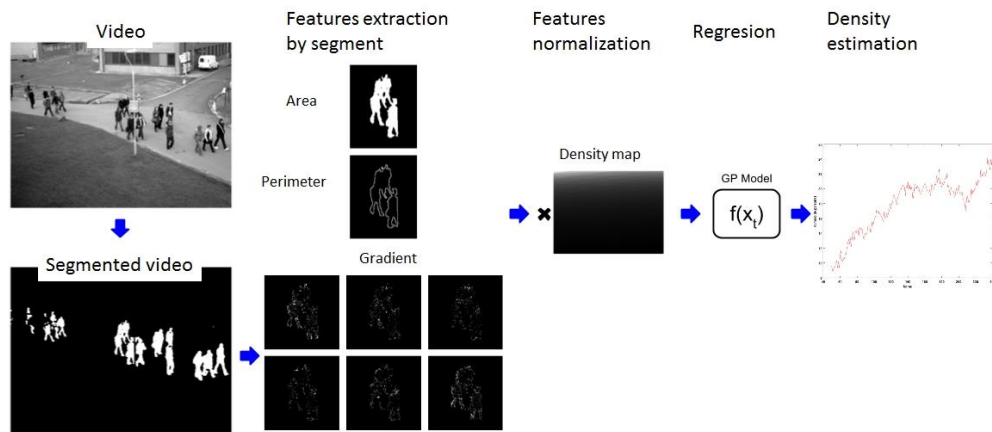 Video
Features extraction
by segment
Features
normalization
Regresion
Density
estimation
Area
Perimeter
Density map
GP Model
f(x_t)
Segmented video
Gradient